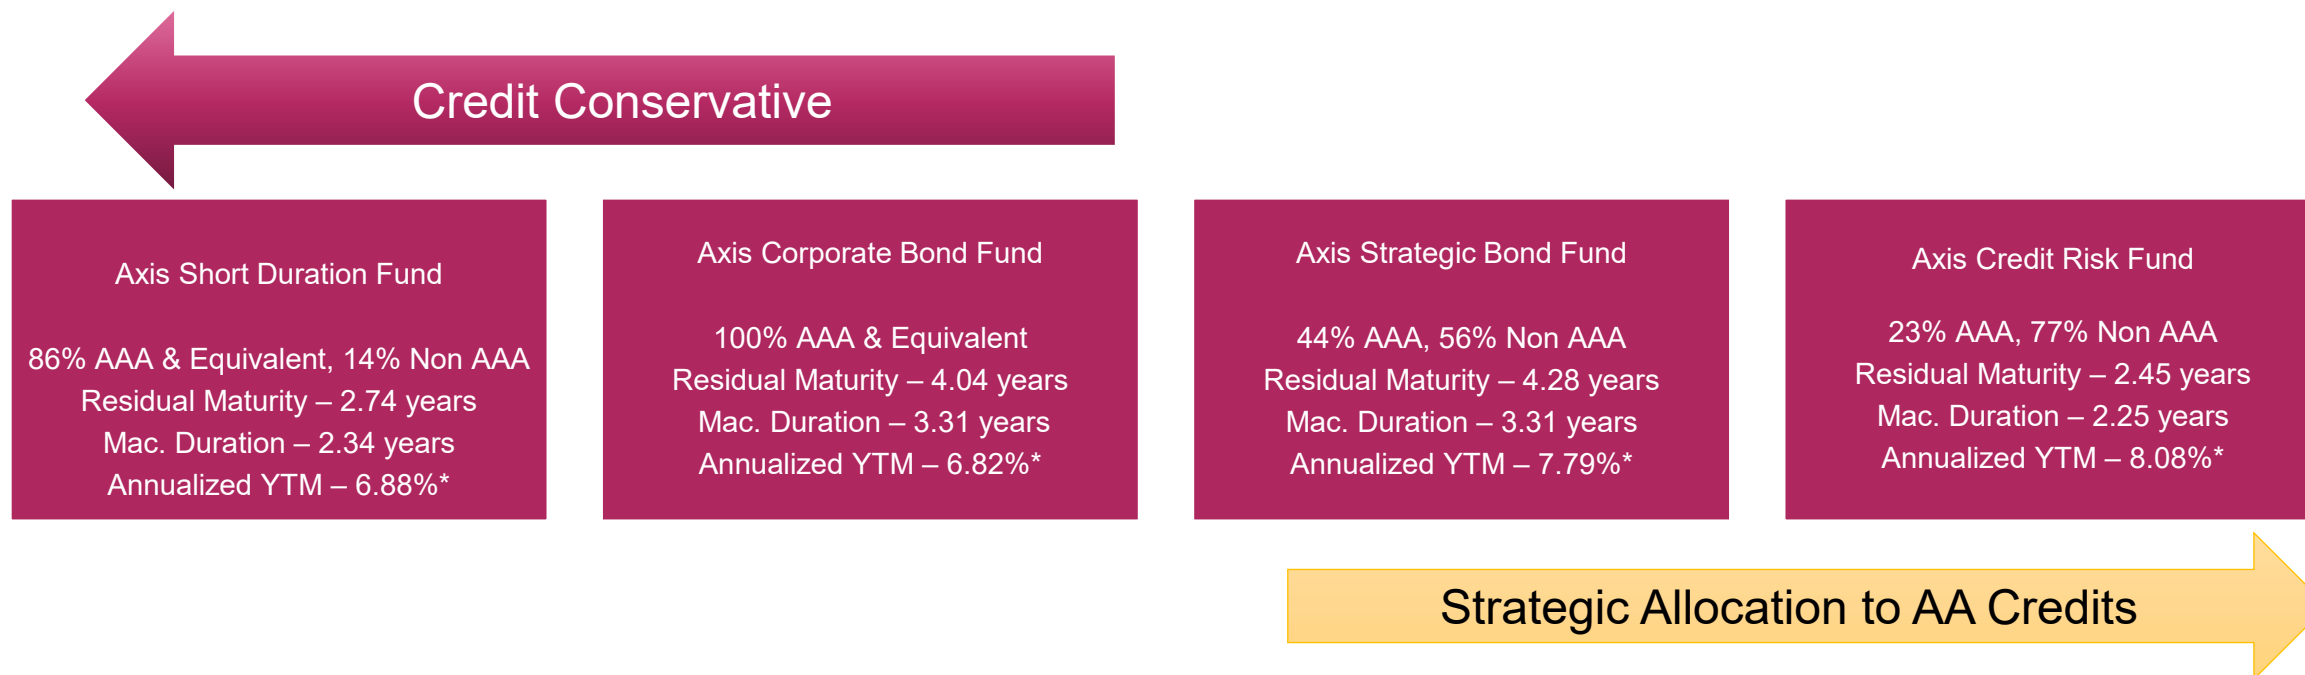 Credit Conservative
Axis Short Duration Fund
86% AAA & Equivalent, 14% Non AAA
Residual Maturity – 2.74 years
Mac. Duration – 2.34 years
Annualized YTM – 6.88%*
Axis Corporate Bond Fund
100% AAA & Equivalent
Residual Maturity – 4.04 years
Mac. Duration – 3.31 years
Annualized YTM – 6.82%*
Axis Strategic Bond Fund
44% AAA, 56% Non AAA
Residual Maturity – 4.28 years
Mac. Duration – 3.31 years
Annualized YTM – 7.79%*
Axis Credit Risk Fund
23% AAA, 77% Non AAA
Residual Maturity – 2.45 years
Mac. Duration – 2.25 years
Annualized YTM – 8.08%*
Strategic Allocation to AA Credits